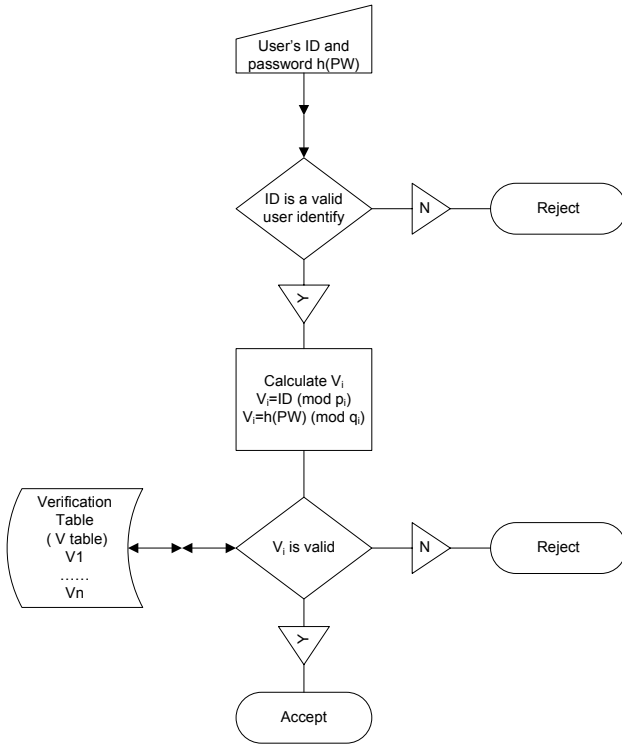 User's ID and
password h(PW)
ID is a valid
user identify
N
Reject
Y
Calculate Vi
Vi=ID (mod pi)
Vi=h(PW) (mod qi)
Verification
Table
( V table)
V1
......
Vn
Vi is valid
N
Reject
Y
Accept